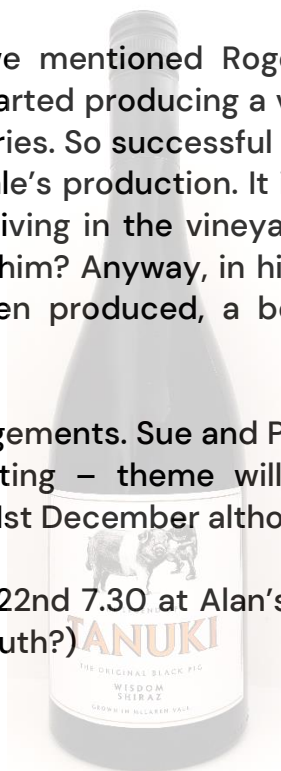 ve mentioned Roge
arted producing a v
ries. So successful
le's production. It i
iving in the vineya
him? Anyway, in hi
en produced, a be
gements. Sue and P
ting – theme will
1st December altho
22nd 7.30 at Alan's
uth?)
TANUKI
THE ORIGINAL BLACK PIG
WISDOM
SHIRAZ
GROWN IN MCLAREN VALE